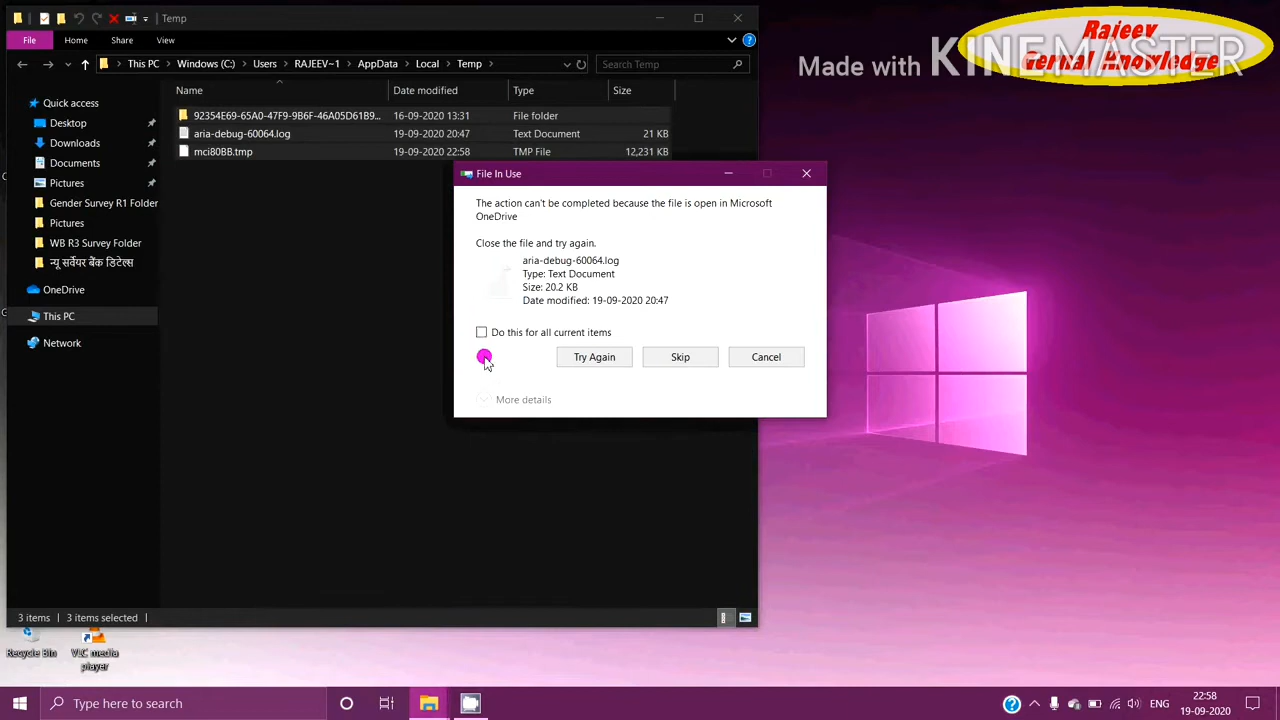 Temp
File
Home
Share
View
This PC
Windows (C:)
Users
RAJEEV~1
AppData
Local
Temp
Search Temp
Name
Date modified
Type
Size
92354E69-65A0-47F9-9B6F-46A05D61B9...
16-09-2020 13:31
File folder
aria-debug-60064.log
19-09-2020 20:47
Text Document
21 KB
mci80BB.tmp
19-09-2020 22:58
TMP File
12,231 KB
Quick access
Desktop
Downloads
Documents
Pictures
Gender Survey R1 Folder
Pictures
WB R3 Survey Folder
न्यू सर्वेयर बैंक डिटेल्स
OneDrive
This PC
Network
File In Use
The action can't be completed because the file is open in Microsoft
OneDrive
Close the file and try again.
aria-debug-60064.log
Type: Text Document
Size: 20.2 KB
Date modified: 19-09-2020 20:47
Do this for all current items
Try Again
Skip
Cancel
More details
3 items
3 items selected
Rajeev
Gernal Knowledge
Made with KINEMASTER
Recycle Bin
VLC media
player
Type here to search
ENG
22:58
19-09-2020